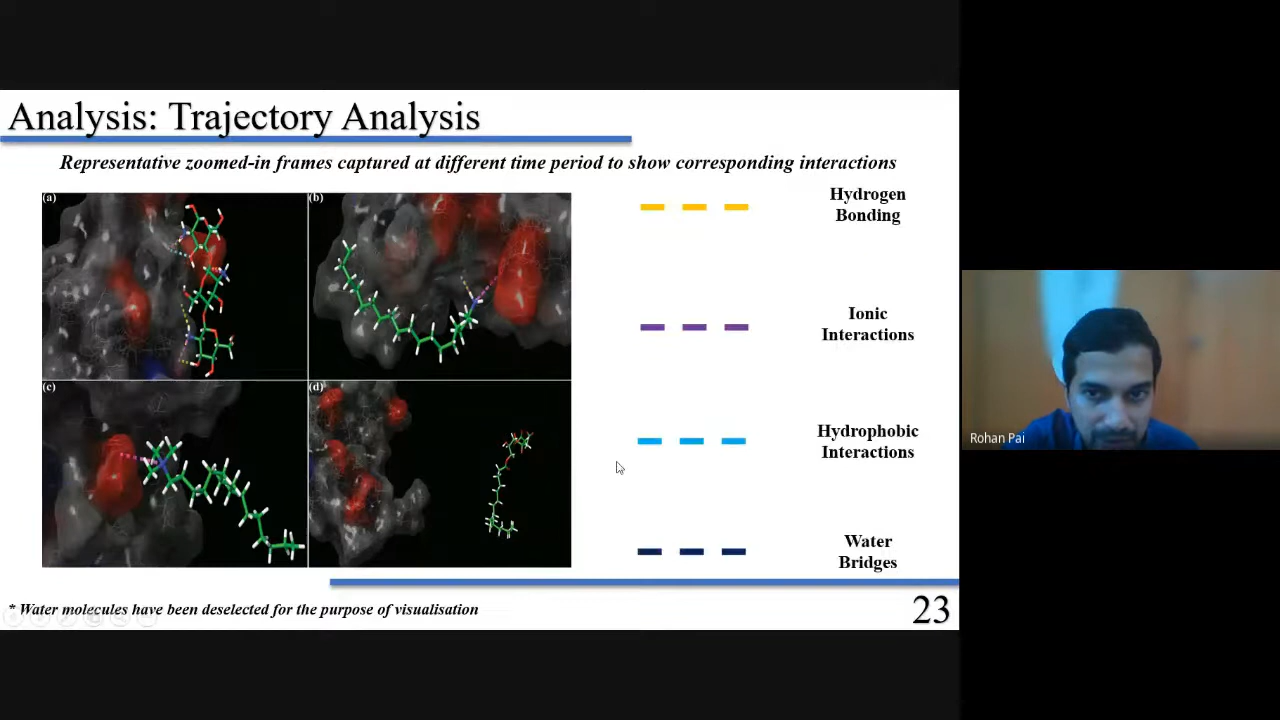 Analysis: Trajectory Analysis
Representative zoomed-in frames captured at different time period to show corresponding interactions
(a)
(b)
(c)
(d)
Hydrogen
Bonding
Ionic
Interactions
Hydrophobic
Interactions
Water
Bridges
* Water molecules have been deselected for the purpose of visualisation
23
Rohan Pai